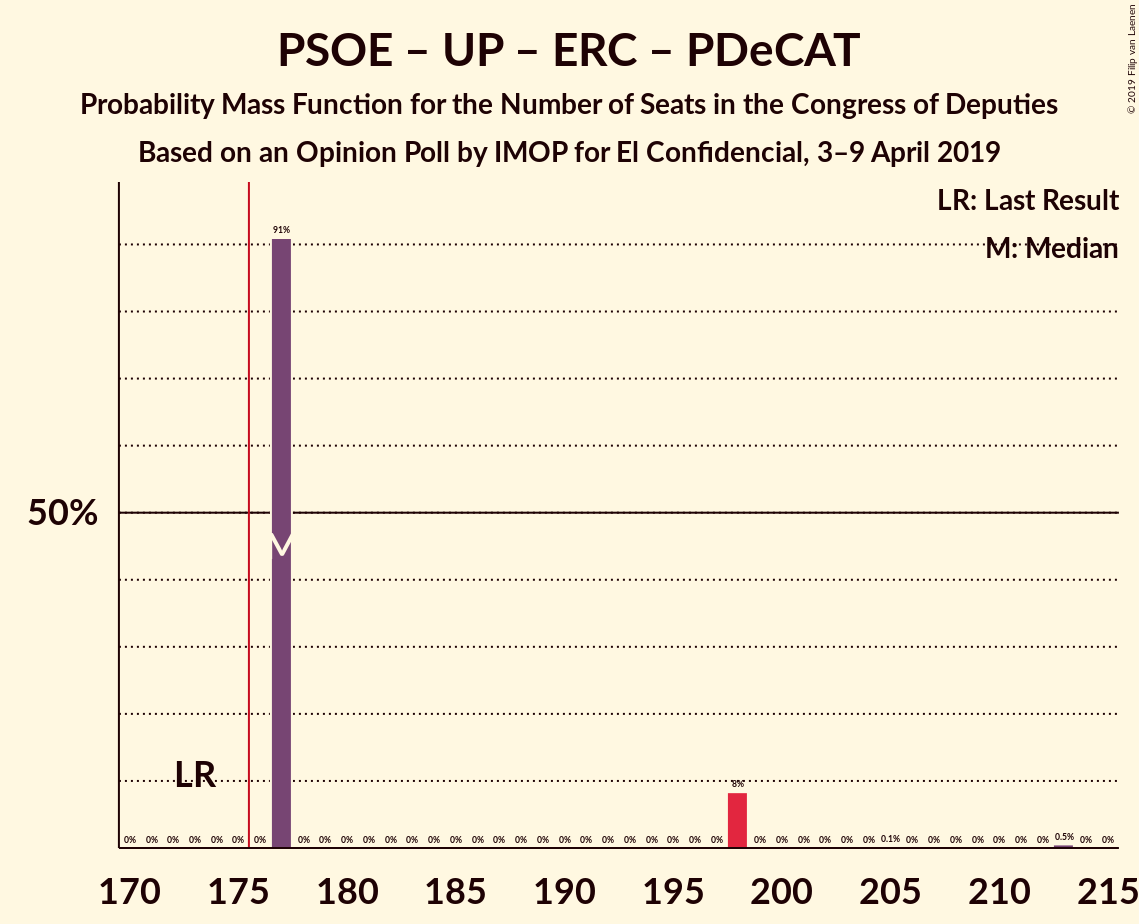 PSOE – UP – ERC – PDeCAT
Probability Mass Function for the Number of Seats in the Congress of Deputies
Based on an Opinion Poll by IMOP for El Confidencial, 3–9 April 2019
© 2019 Filip van Laenen
LR: Last Result
M: Median
91%
50%
LR
8%
0% 0% 0% 0% 0% 0% 0% 0% 0% 0% 0% 0% 0% 0% 0% 0% 0% 0% 0% 0% 0% 0% 0% 0% 0% 0% 0% 0% 0% 0% 0% 0% 0% 0.1% 0% 0% 0% 0% 0% 0% 0% 0.5% 0% 0%
170 175 180 185 190 195 200 205 210 215